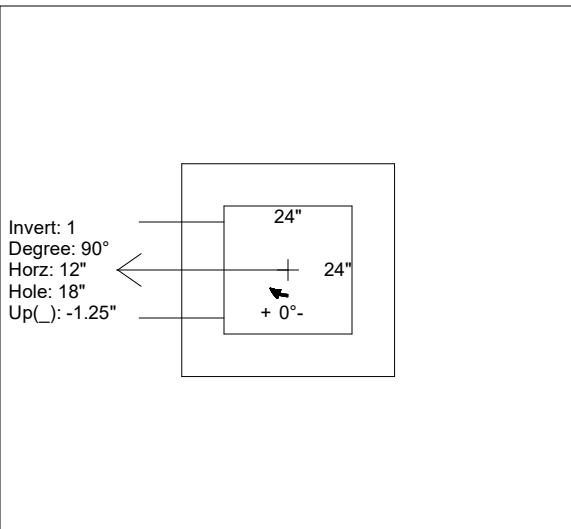 24"
Invert: 1
Degree: 90°
Horz: 12"
24"
Hole: 18"
Up(_): -1.25"
+ 0°-